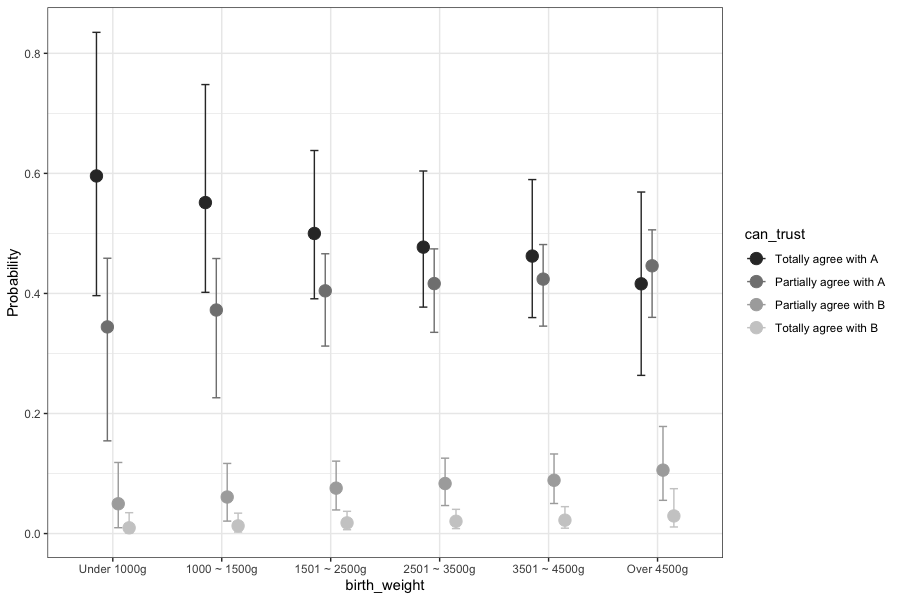 0.8
0.6
0.4
0.2
0.0
Probability
Under 1000g
1000 ~ 1500g
1501 ~ 2500g
2501 ~ 3500g
3501 ~ 4500g
Over 4500g
birth_weight
can_trust
Totally agree with A
Partially agree with A
Partially agree with B
Totally agree with B